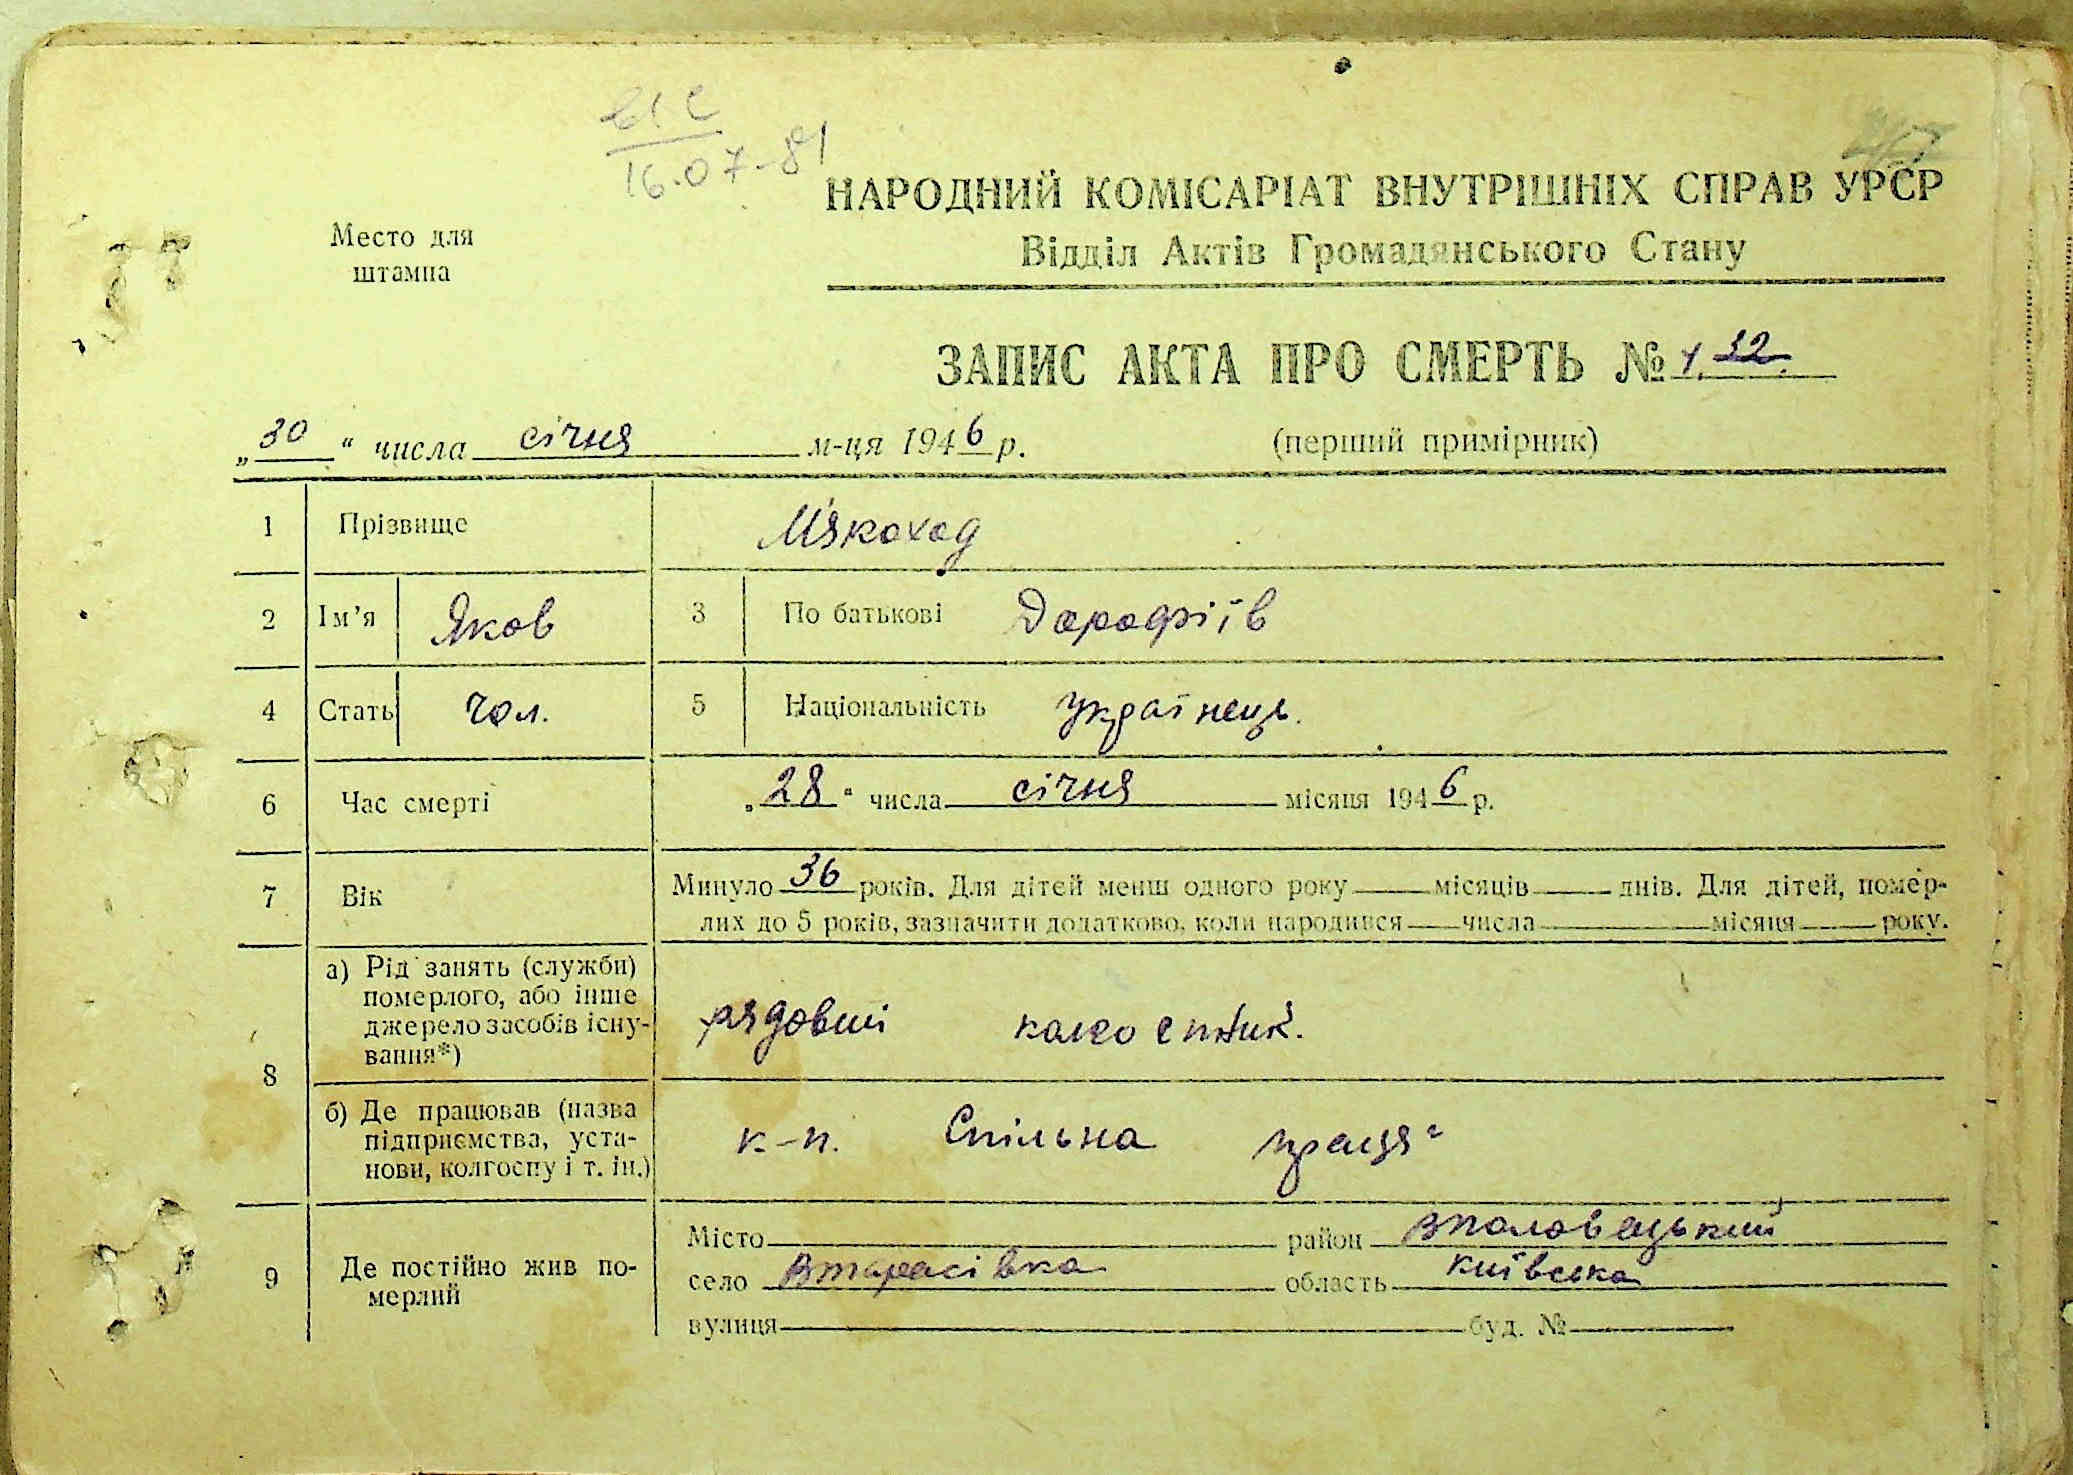 16.07-81
НАРОДНИЙ КОМІСАРІАТ ВНУТРІШНІХ СПРАВ УРСР
Відділ Актів Громадянського Стану
Место для
штампа
ЗАПИС АКТА ПРО СМЕРТЬ № 32.
„30“ числа січня м-ця 1946 р. (перший примірник)
1 Прізвище М'якоход
2 Ім'я Яков 3 По батькові Дорофіїв
4 Стать чол. 5 Національність Українець.
6 Час смерті „28“ числа січня місяця 1946 р.
7 Вік Минуло 36 років. Для дітей менш одного року місяців днів. Для дітей, помер-
лих до 5 років, зазначити додатково, коли народився числа місяця року.
8 а) Рід занять (служби)
померлого, або інше
джерело засобів існу-
вання*) рядовий колгоспник.
б) Де працював (назва
підприємства, уста-
нови, колгоспу і т. ін.) к-п. Спільна праця"
9 Де постійно жив по-
мерлий
Місто район Вполовецький
село Втарасівка область Київська
вулиця буд. №